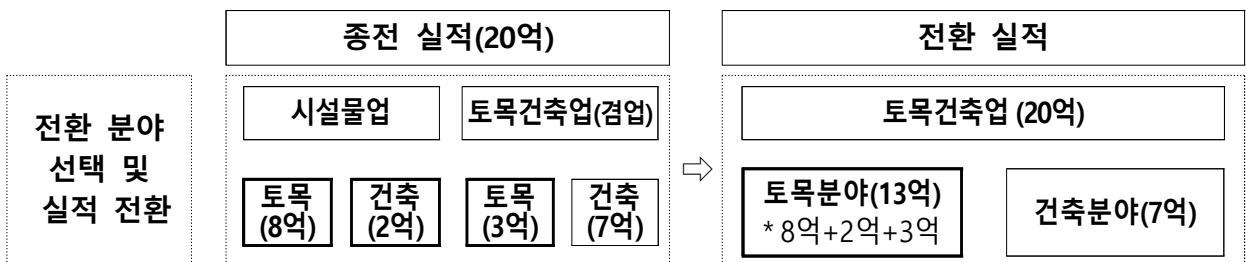 종전 실적(20억)
전환 실적
전환 분야
선택 및
실적 전환
시설물업
토목건축업(겸업)
토목
(8억)
건축
(2억)
토목
(3억)
건축
(7억)
⇨
토목건축업 (20억)
토목분야(13억)
* 8억+2억+3억
건축분야(7억)